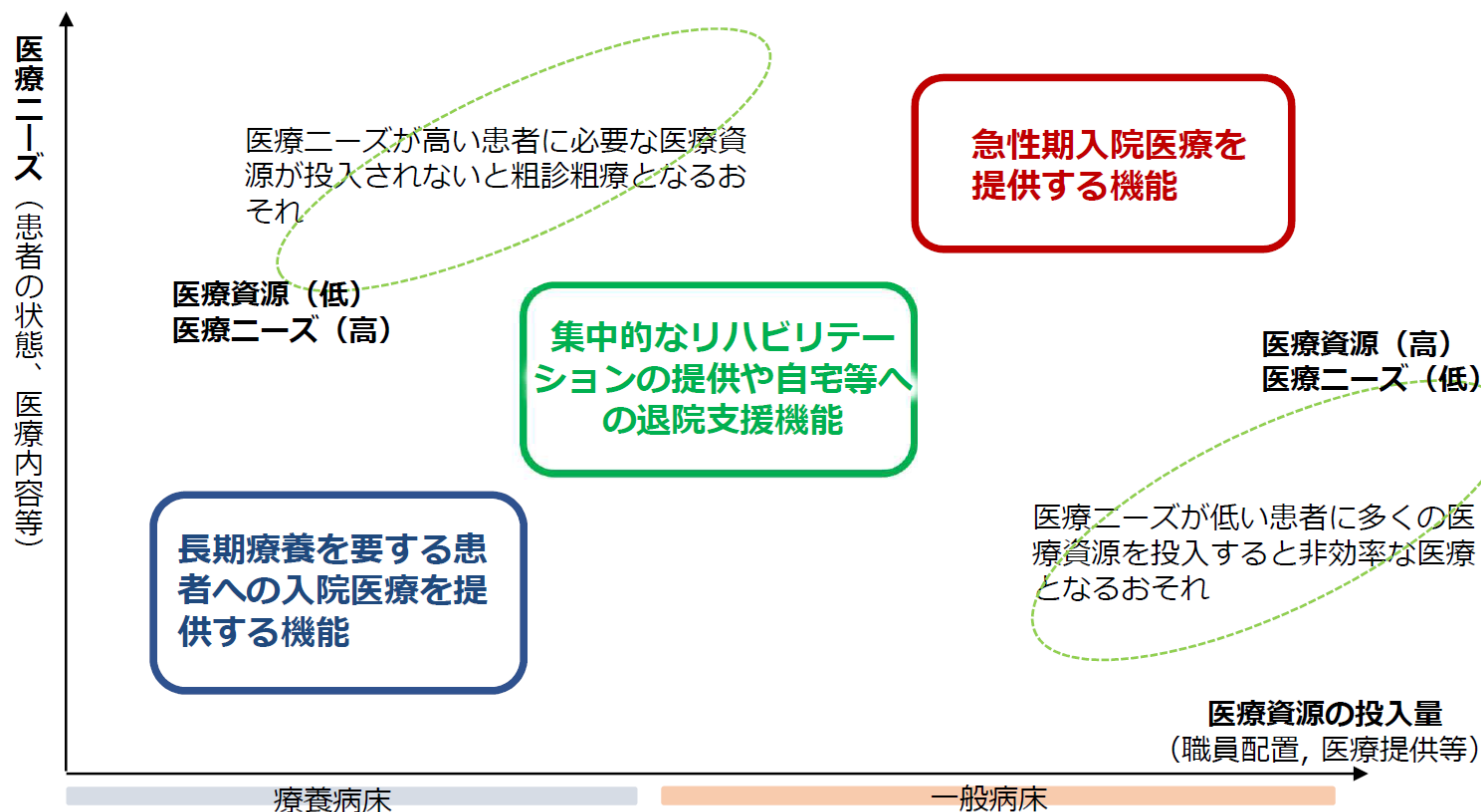 医療ニーズ（患者の状態、医療内容等）
医療ニーズが高い患者に必要な医療資
源が投入されないと粗診粗療となるお
それ
急性期入院医療を
提供する機能
医療資源（低）
医療ニーズ（高）
集中的なリハビリテー
ションの提供や自宅等へ
の退院支援機能
医療資源（高）
医療ニーズ（低）
長期療養を要する患
者への入院医療を提
供する機能
医療ニーズが低い患者に多くの医
療資源を投入すると非効率な医療
となるおそれ
医療資源の投入量
（職員配置, 医療提供等）
療養病床
一般病床